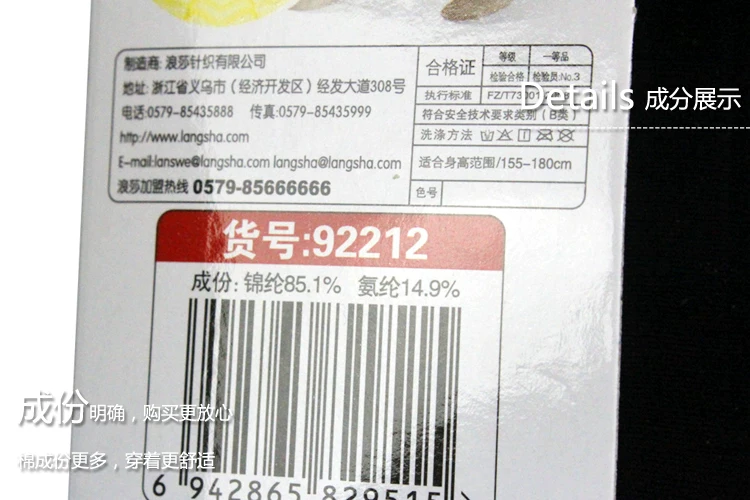 制造商: 浪莎针织有限公司
地址: 浙江省义乌市（经济开发区）经发大道308号
电话:0579-85435888 传真:0579-85435999
http://www.langsha.com
E-mail:lanswe@langsha.com langsha@langsha.com
浪莎加盟热线 0579-85666666
合格证
等级 一等品
检验合格 检验员:No.3
执行标准 FZ/T73001
符合安全技术要求类别（B类）
洗涤方法
适合身高范围/155-180cm
色号
Details 成分展示
货号:92212
成份: 锦纶85.1% 氨纶14.9%
6 942865 829515
成份明确，购买更放心
棉成份更多，穿着更舒适